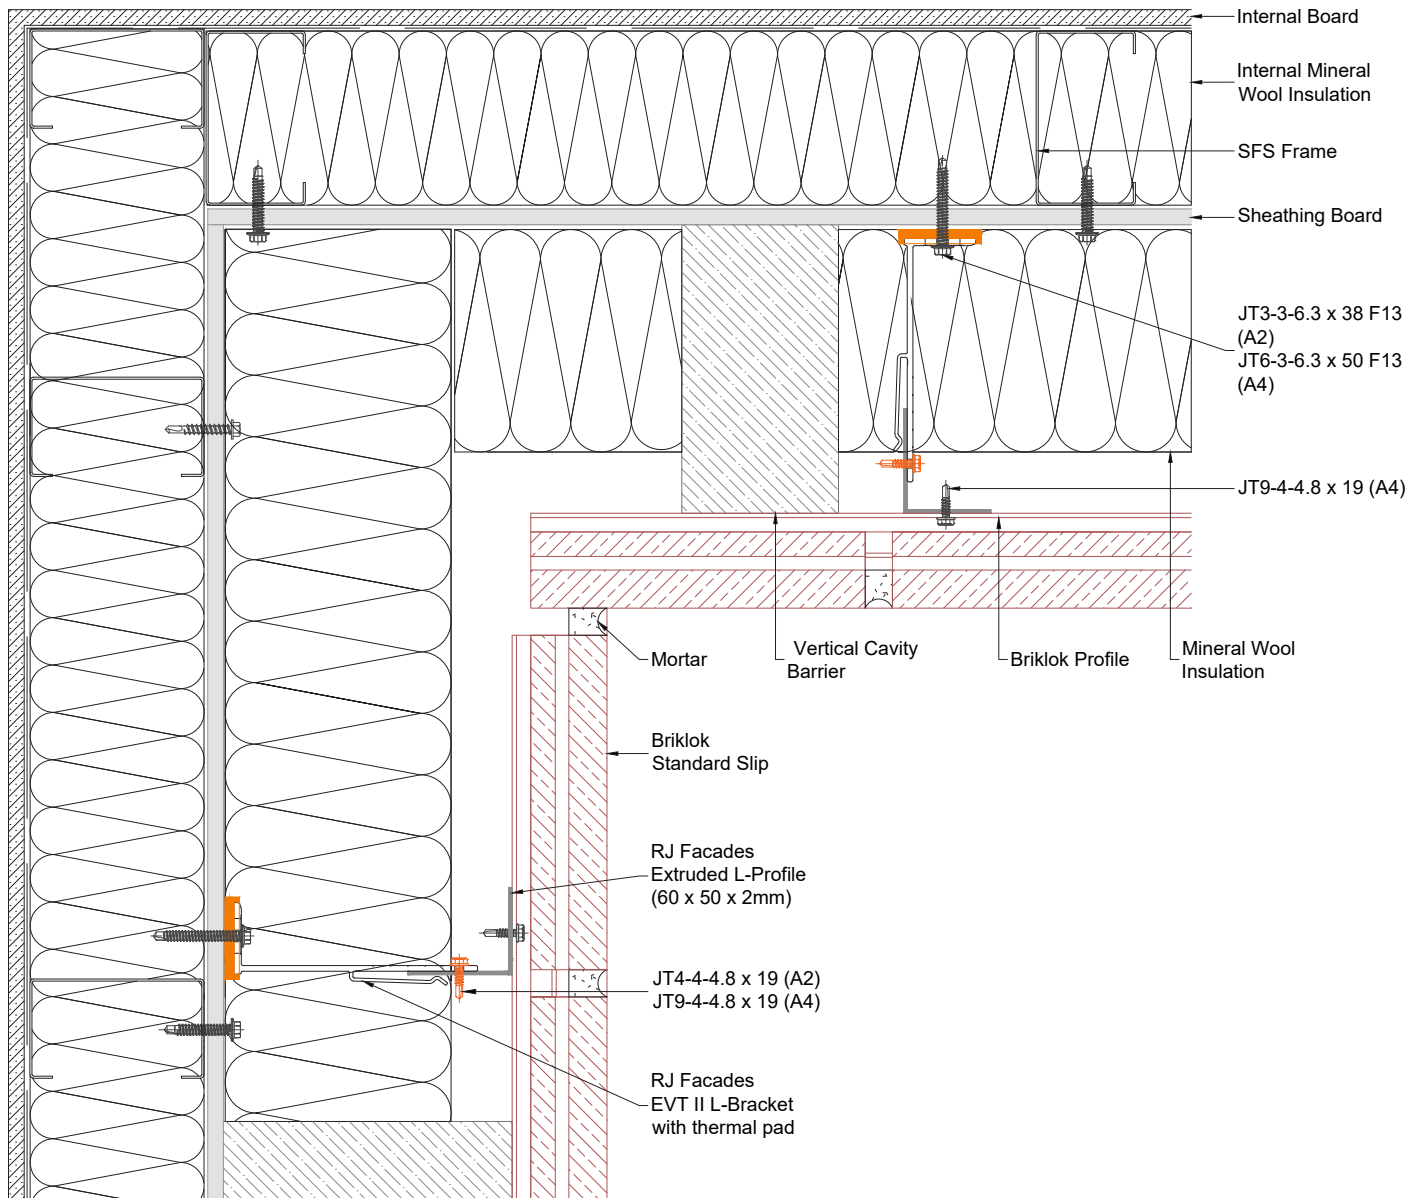 Internal Board
Internal Mineral
Wool Insulation
SFS Frame
Sheathing Board
JT3-3-6.3 x 38 F13
(A2)
JT6-3-6.3 x 50 F13
(A4)
JT9-4-4.8 x 19 (A4)
Mortar
Vertical Cavity
Barrier
Briklok Profile
Mineral Wool
Insulation
Briklok
Standard Slip
RJ Facades
Extruded L-Profile
(60 x 50 x 2mm)
JT4-4-4.8 x 19 (A2)
JT9-4-4.8 x 19 (A4)
RJ Facades
EVT II L-Bracket
with thermal pad